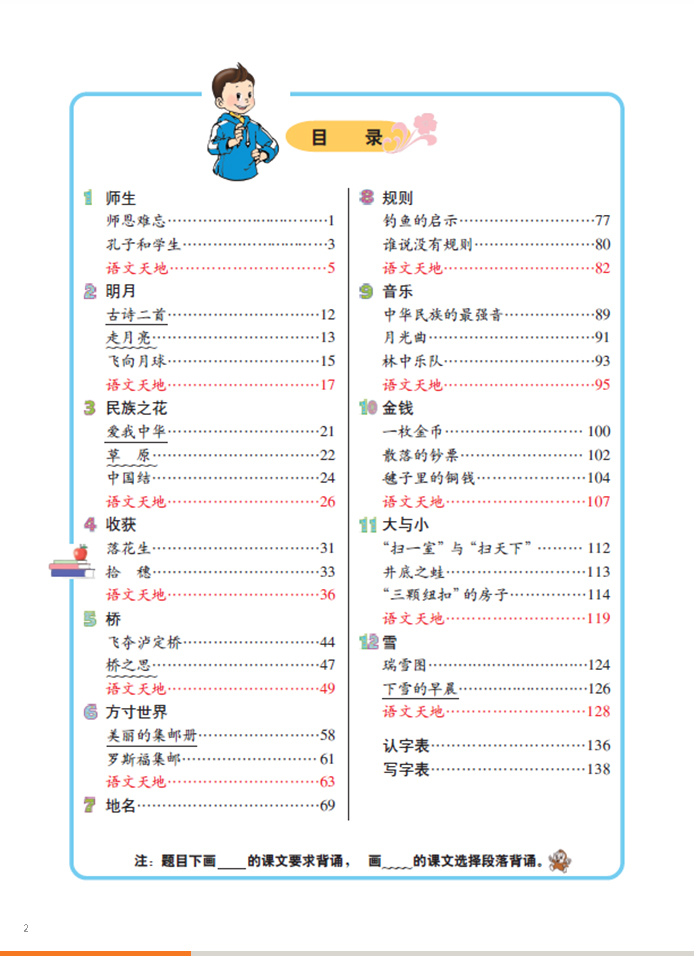 目 录
1 师生
师恩难忘……………………………1
孔子和学生…………………………3
语文天地…………………………5
2 明月
古诗二首…………………………12
走月亮……………………………13
飞向月球…………………………15
语文天地…………………………17
3 民族之花
爱我中华…………………………21
草 原……………………………22
中国结……………………………24
语文天地…………………………26
4 收获
落花生……………………………31
拾 穗……………………………33
语文天地…………………………36
5 桥
飞夺泸定桥………………………44
桥之思……………………………47
语文天地…………………………49
6 方寸世界
美丽的集邮册……………………58
罗斯福集邮……………………… 61
语文天地…………………………63
7 地名………………………………69
8 规则
钓鱼的启示………………………77
谁说没有规则……………………80
语文天地…………………………82
9 音乐
中华民族的最强音………………89
月光曲……………………………91
林中乐队…………………………93
语文天地…………………………95
10 金钱
一枚金币……………………… 100
散落的钞票…………………… 102
毽子里的铜钱…………………104
语文天地………………………107
11 大与小
“扫一室”与“扫天下”……… 112
井底之蛙………………………113
“三颗纽扣”的房子……………114
语文天地………………………119
12 雪
瑞雪图…………………………124
下雪的早晨……………………126
语文天地………………………128
认字表…………………………136
写字表…………………………138
注：题目下画____的课文要求背诵， 画﹏﹏的课文选择段落背诵。
2